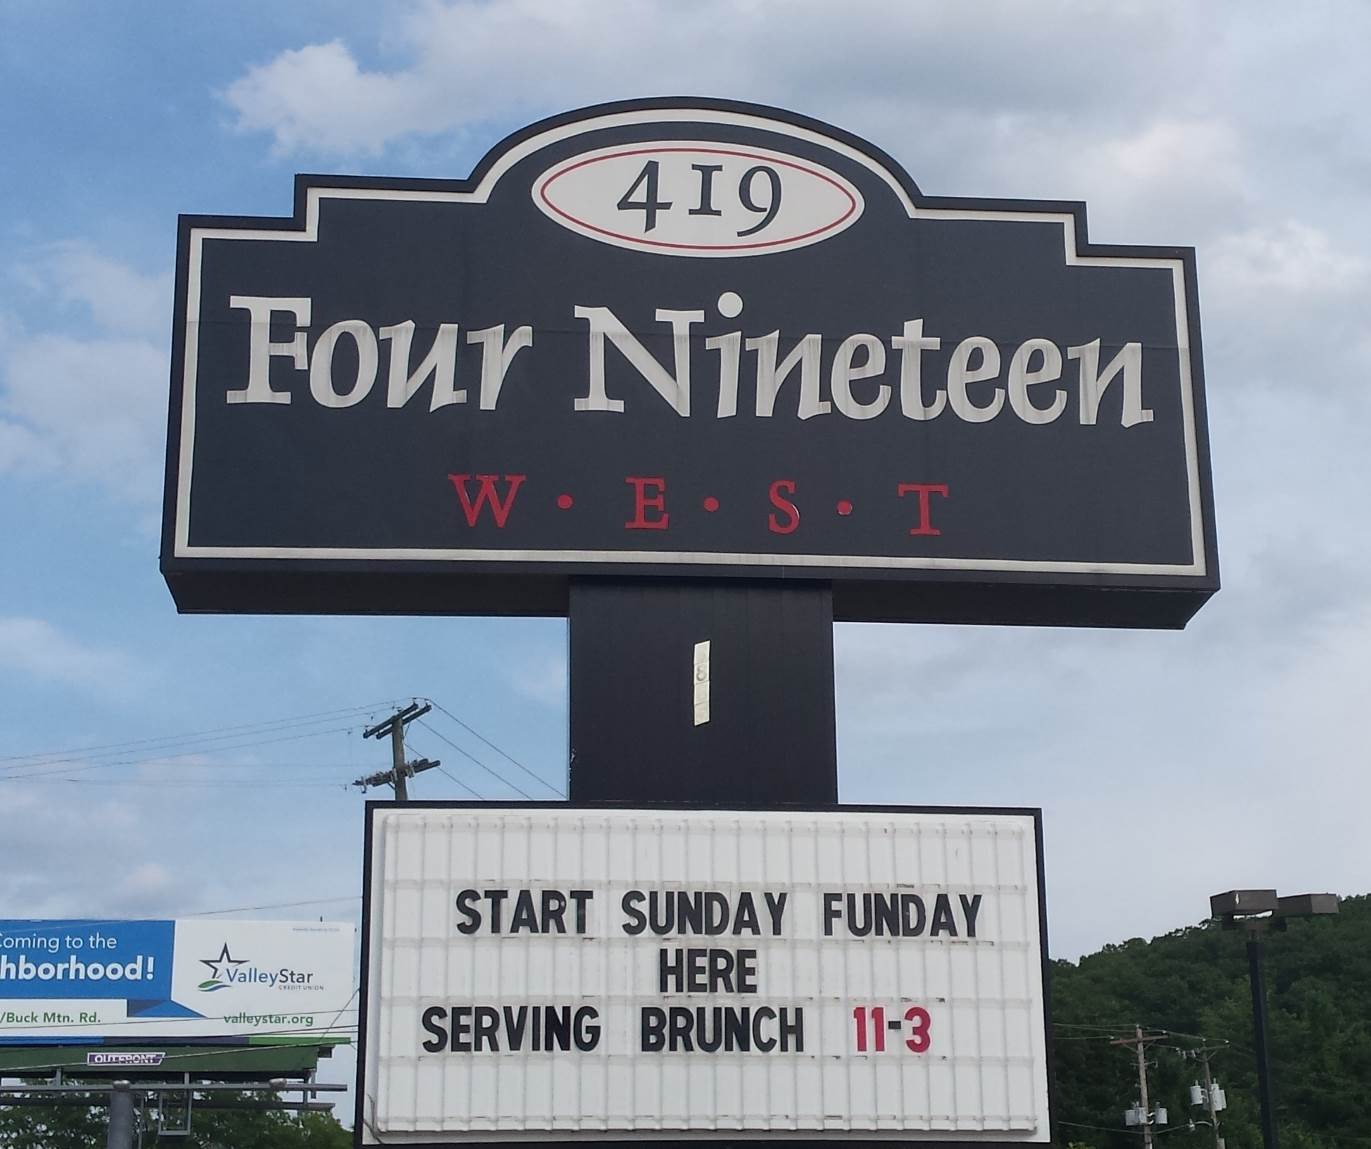 419
Four Nineteen
W·E·S·T
8
START SUNDAY FUNDAY
HERE
SERVING BRUNCH 11-3
Coming to the
hborhood!
/Buck Mtn. Rd.
ValleyStar
CREDIT UNION
valleystar.org
OUTFRONT